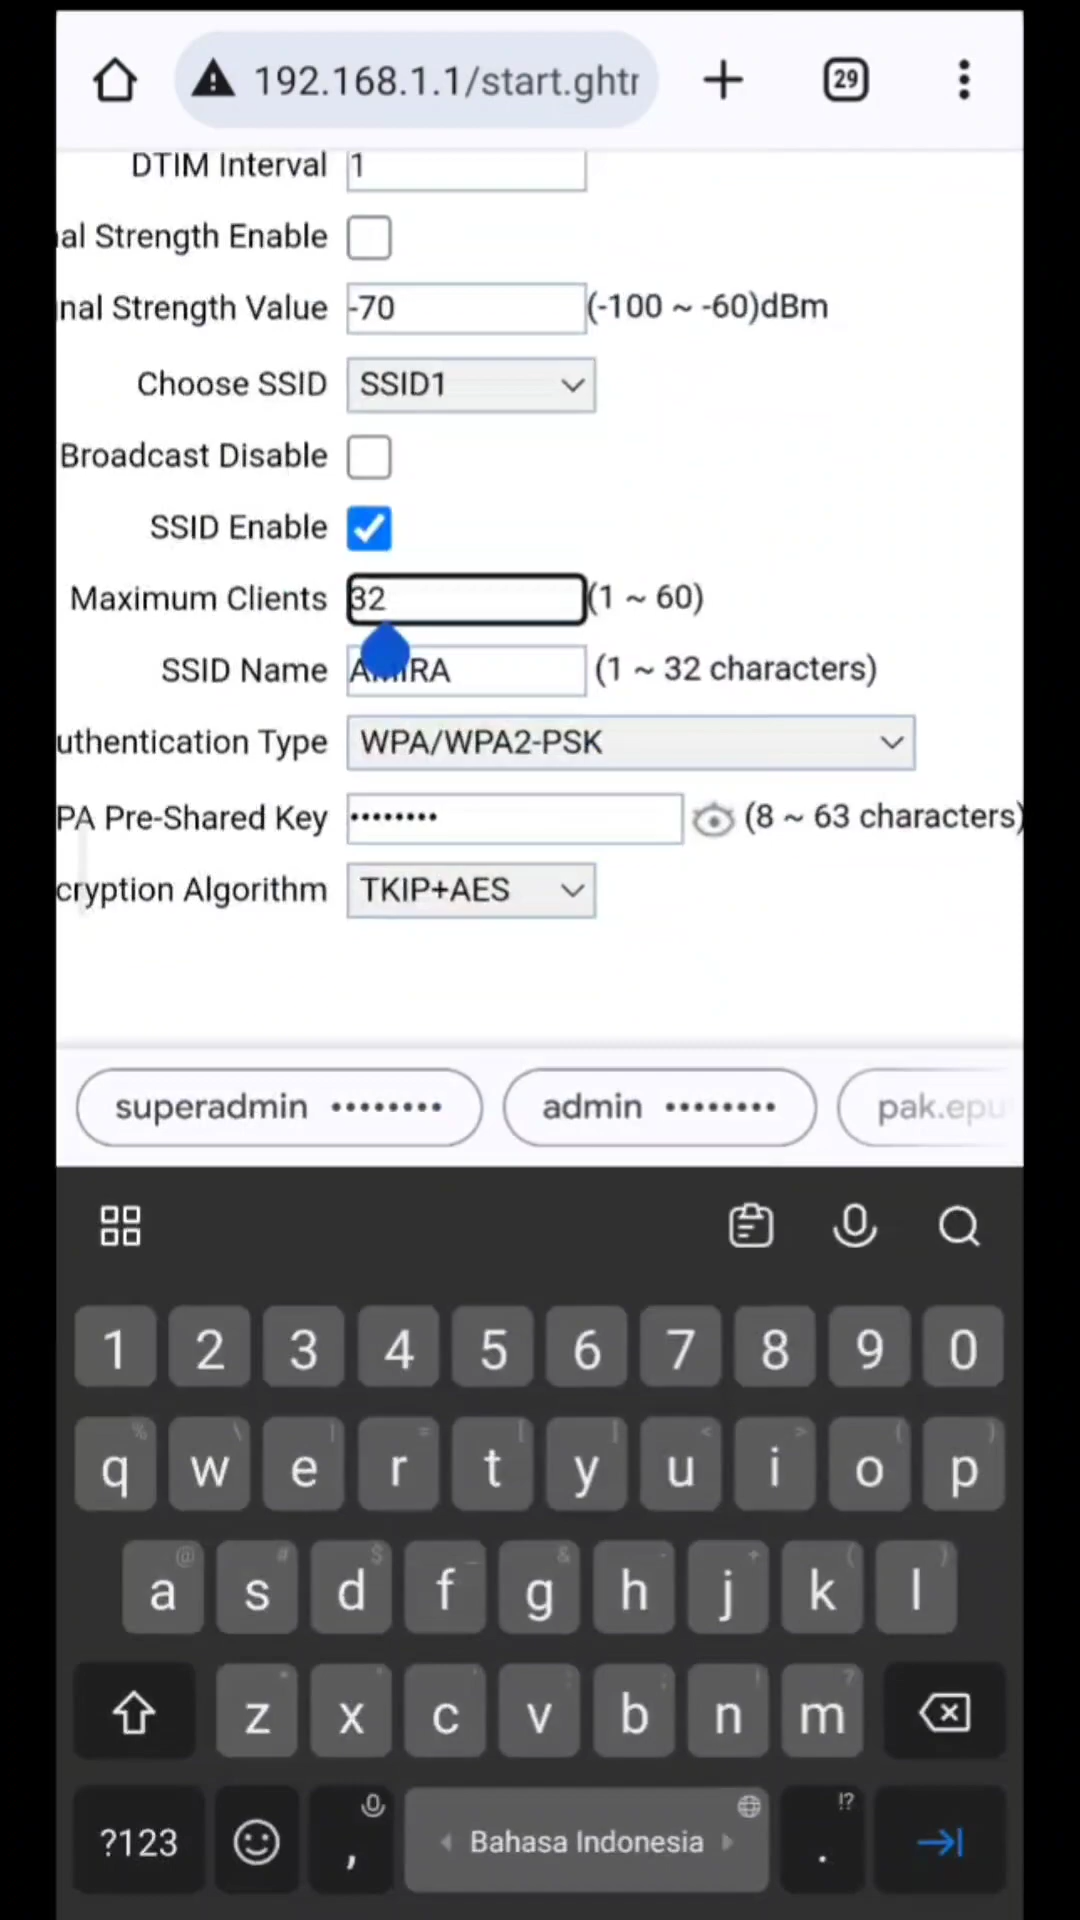 192.168.1.1/start.ghtr
29
DTIM Interval 1
al Strength Enable
nal Strength Value -70 (-100 ~ -60)dBm
Choose SSID SSID1
Broadcast Disable
SSID Enable
Maximum Clients 32 (1 ~ 60)
SSID Name (1 ~ 32 characters)
uthentication Type WPA/WPA2-PSK
PA Pre-Shared Key •••••••• (8 ~ 63 characters)
cryption Algorithm TKIP+AES
superadmin •••••••• admin •••••••• pak.epu
1 2 3 4 5 6 7 8 9 0
q w e r t y u i o p
a s d f g h j k l
z x c v b n m
?123 , Bahasa Indonesia . !?